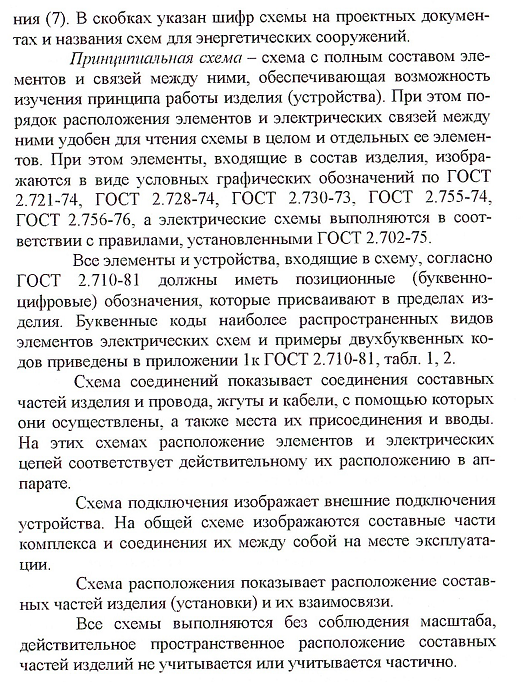 ния (7). В скобках указан шифр схемы на проектных докумен-
тах и названия схем для энергетических сооружений.
Принципиальная схема – схема с полным составом эле-
ментов и связей между ними, обеспечивающая возможность
изучения принципа работы изделия (устройства). При этом по-
рядок расположения элементов и электрических связей между
ними удобен для чтения схемы в целом и отдельных ее элемен-
тов. При этом элементы, входящие в состав изделия, изобра-
жаются в виде условных графических обозначений по ГОСТ
2.721-74, ГОСТ 2.728-74, ГОСТ 2.730-73, ГОСТ 2.755-74,
ГОСТ 2.756-76, а электрические схемы выполняются в соот-
ветствии с правилами, установленными ГОСТ 2.702-75.
Все элементы и устройства, входящие в схему, согласно
ГОСТ 2.710-81 должны иметь позиционные (буквенно-
цифровые) обозначения, которые присваивают в пределах из-
делия. Буквенные коды наиболее распространенных видов
элементов электрических схем и примеры двухбуквенных ко-
дов приведены в приложении 1к ГОСТ 2.710-81, табл. 1, 2.
Схема соединений показывает соединения составных
частей изделия и провода, жгуты и кабели, с помощью которых
они осуществлены, а также места их присоединения и вводы.
На этих схемах расположение элементов и электрических
цепей соответствует действительному их расположению в ап-
парате.
Схема подключения изображает внешние подключения
устройства. На общей схеме изображаются составные части
комплекса и соединения их между собой на месте эксплуата-
ции.
Схема расположения показывает расположение состав-
ных частей изделия (установки) и их взаимосвязи.
Все схемы выполняются без соблюдения масштаба,
действительное пространственное расположение составных
частей изделий не учитывается или учитывается частично.